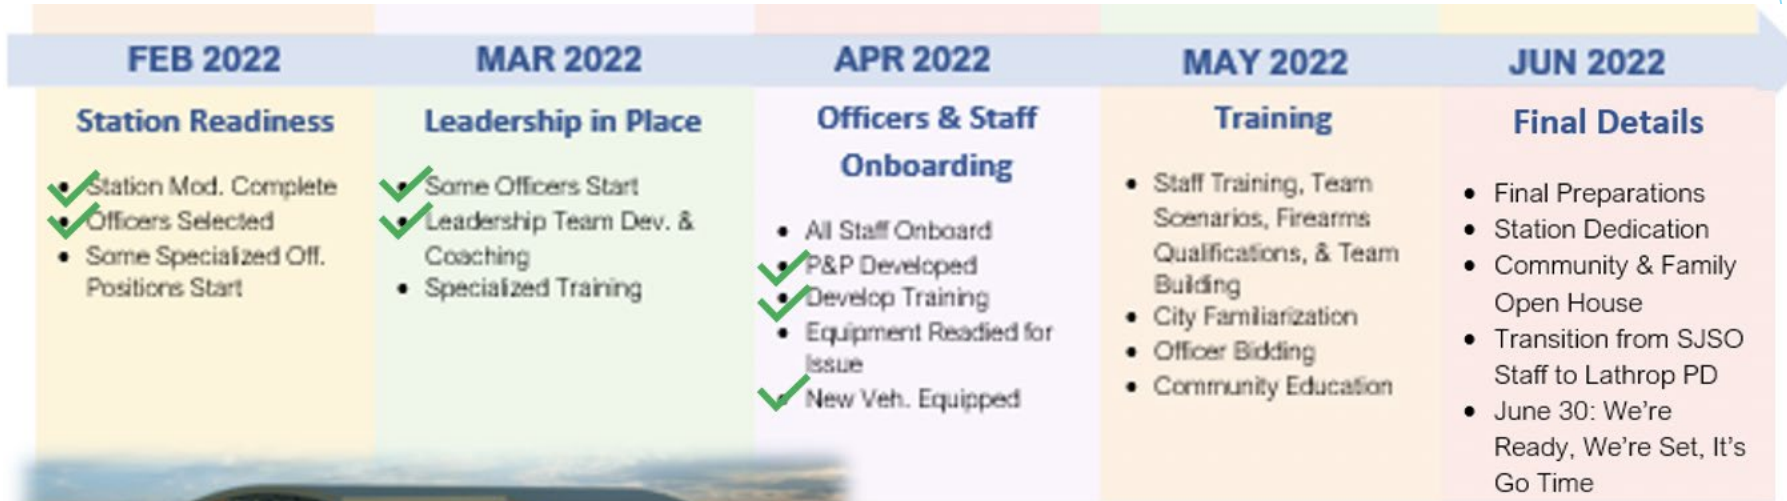 FEB 2022
MAR 2022
APR 2022
MAY 2022
JUN 2022
Station Readiness
Station Mod. Complete
Officers Selected
Some Specialized Off.
Positions Start
Leadership in Place
Some Officers Start
Leadership Team Dev. &
Coaching
Specialized Training
Officers & Staff
Onboarding
All Staff Onboard
P&P Developed
Develop Training
Equipment Readied for
Issue
New Veh. Equipped
Training
Staff Training, Team
Scenarios, Firearms
Qualifications, & Team
Building
City Familiarization
Officer Bidding
Community Education
Final Details
Final Preparations
Station Dedication
Community & Family
Open House
Transition from SJSO
Staff to Lathrop PD
June 30: We’re
Ready, We’re Set, It’s
Go Time